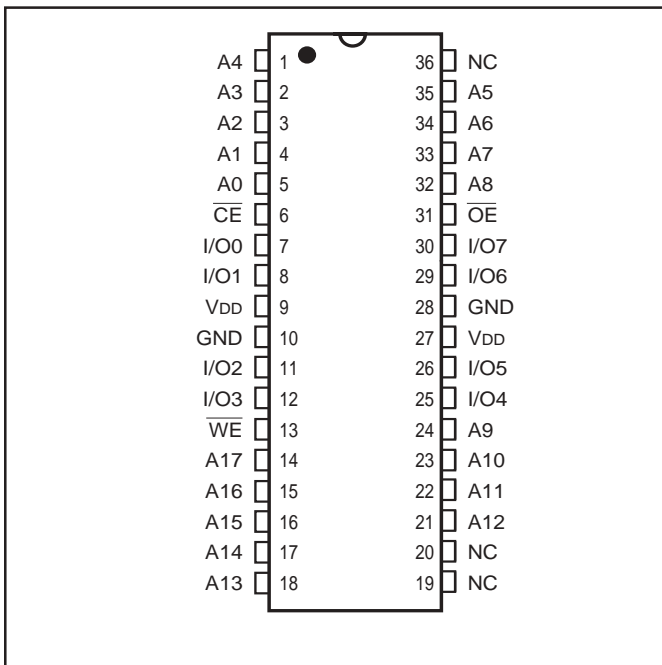 A4 1 36 NC
A3 2 35 A5
A2 3 34 A6
A1 4 33 A7
A0 5 32 A8
C̅E̅ 6 31 O̅E̅
I/O0 7 30 I/O7
I/O1 8 29 I/O6
VDD 9 28 GND
GND 10 27 VDD
I/O2 11 26 I/O5
I/O3 12 25 I/O4
W̅E̅ 13 24 A9
A17 14 23 A10
A16 15 22 A11
A15 16 21 A12
A14 17 20 NC
A13 18 19 NC